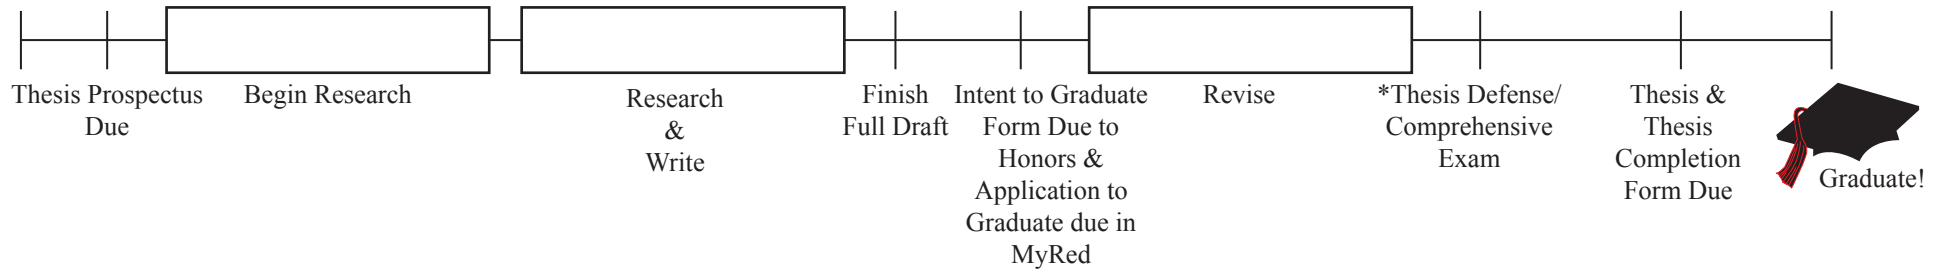 Thesis Prospectus
Due
Begin Research
Research
&
Write
Finish
Full Draft
Intent to Graduate
Form Due to
Honors &
Application to
Graduate due in
MyRed
Revise
*Thesis Defense/
Comprehensive
Exam
Thesis &
Thesis
Completion
Form Due
Graduate!